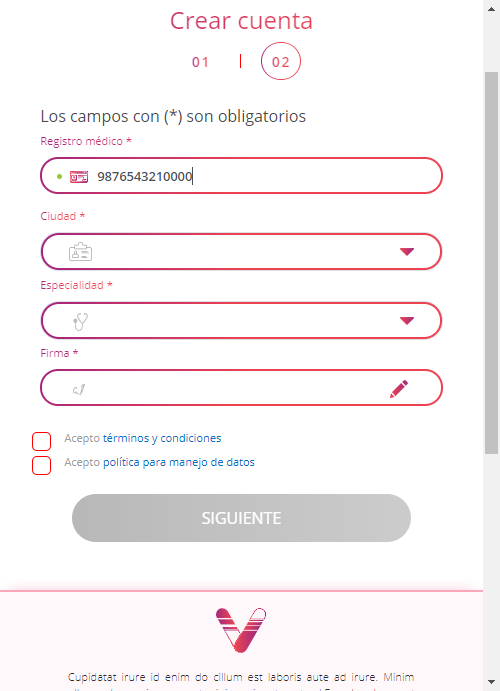 Crear cuenta
01 | 02
Los campos con (*) son obligatorios
Registro médico *
9876543210000
Ciudad *
Especialidad *
Firma *
Acepto términos y condiciones
Acepto política para manejo de datos
SIGUIENTE
Cupidatat irure id enim do cillum est laboris aute ad irure. Minim